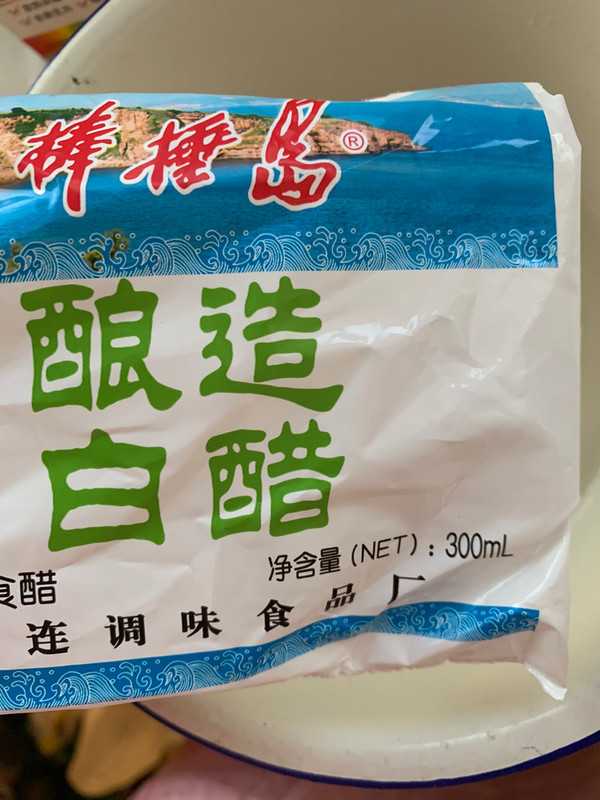 棒棰岛®
酿造
白醋
净含量(NET):300mL
食醋
连调味食品厂